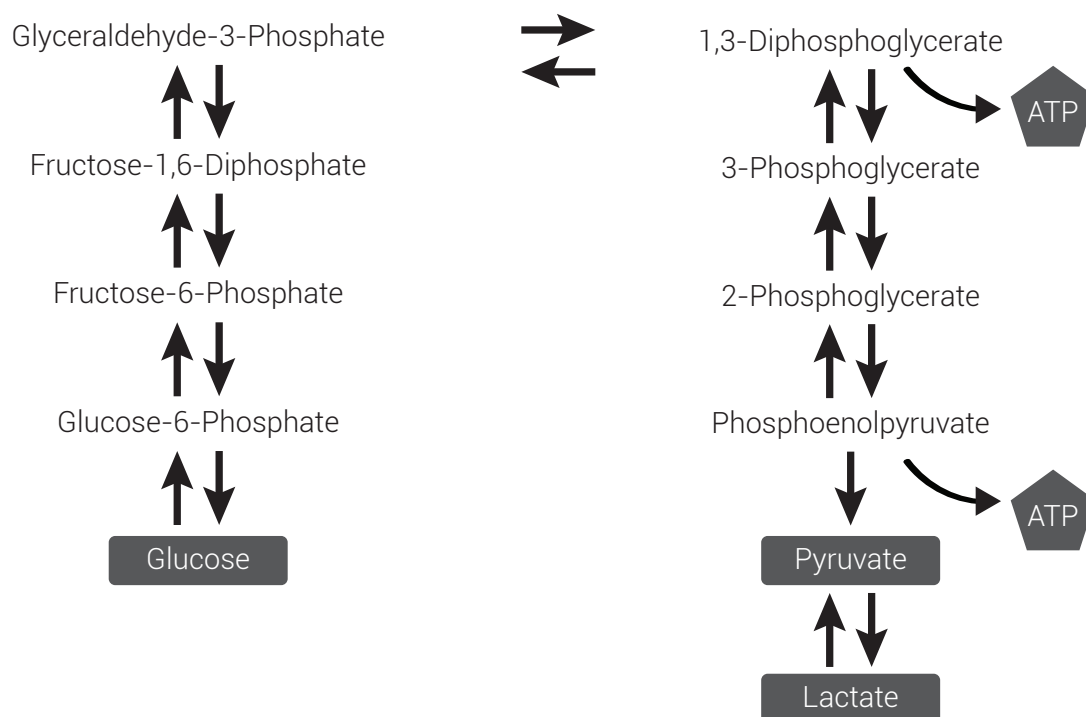 Glyceraldehyde-3-Phosphate
1,3-Diphosphoglycerate
ATP
Fructose-1,6-Diphosphate
3-Phosphoglycerate
Fructose-6-Phosphate
2-Phosphoglycerate
Glucose-6-Phosphate
Phosphoenolpyruvate
ATP
Glucose
Pyruvate
Lactate